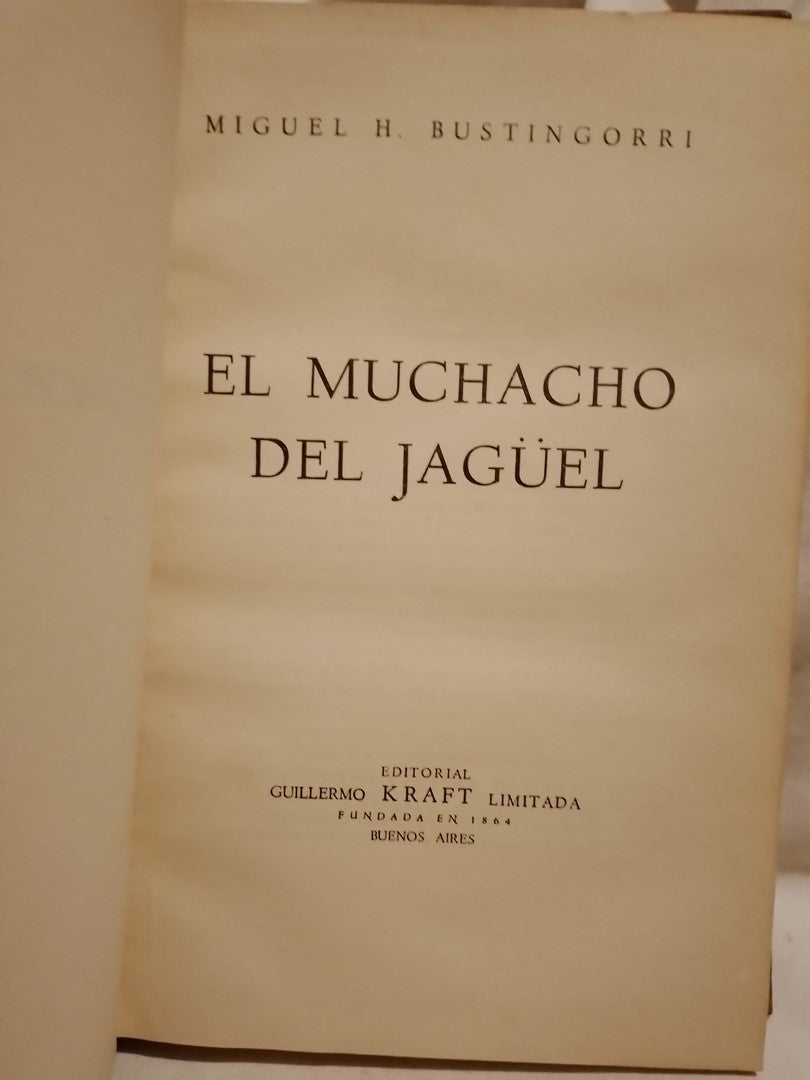 MIGUEL H. BUSTINGORRI
EL MUCHACHO
DEL JAGÜEL
EDITORIAL
GUILLERMO KRAFT LIMITADA
FUNDADA EN 1864
BUENOS AIRES